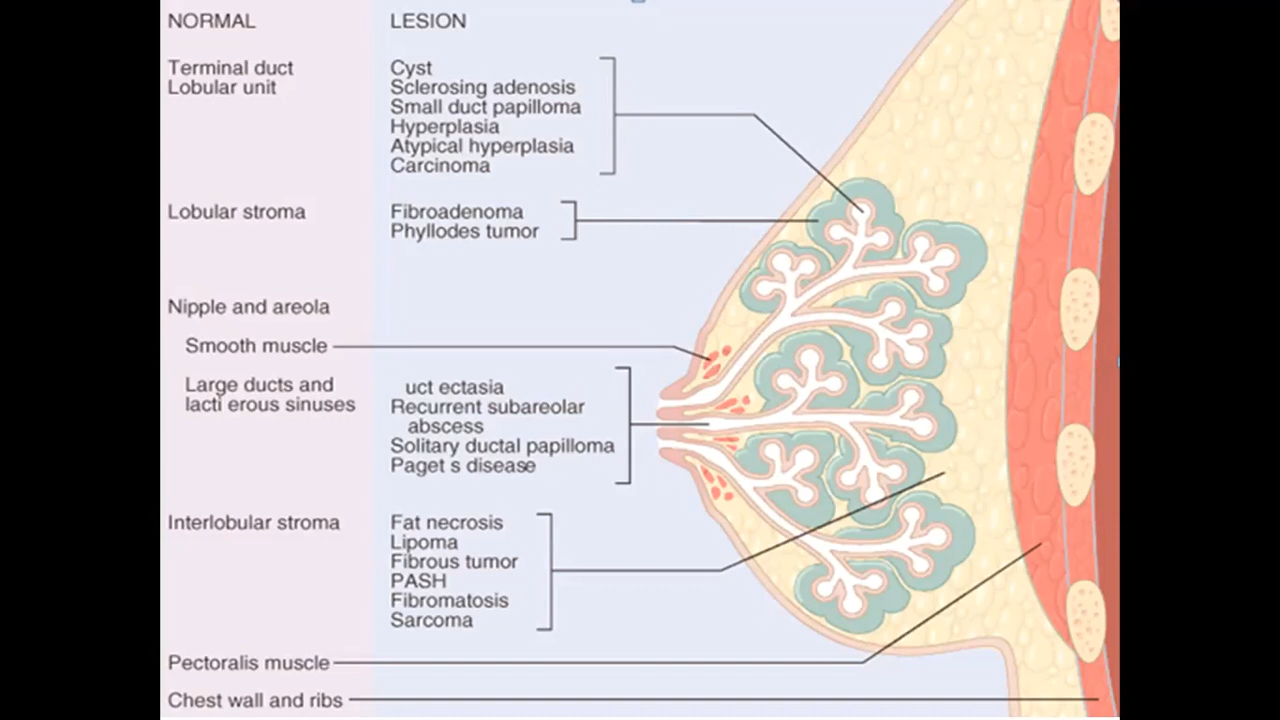 NORMAL
LESION
Terminal duct
Lobular unit
Cyst
Sclerosing adenosis
Small duct papilloma
Hyperplasia
Atypical hyperplasia
Carcinoma
Lobular stroma
Fibroadenoma
Phyllodes tumor
Nipple and areola
Smooth muscle
Large ducts and
lacti erous sinuses
uct ectasia
Recurrent subareolar
abscess
Solitary ductal papilloma
Paget s disease
Interlobular stroma
Fat necrosis
Lipoma
Fibrous tumor
PASH
Fibromatosis
Sarcoma
Pectoralis muscle
Chest wall and ribs